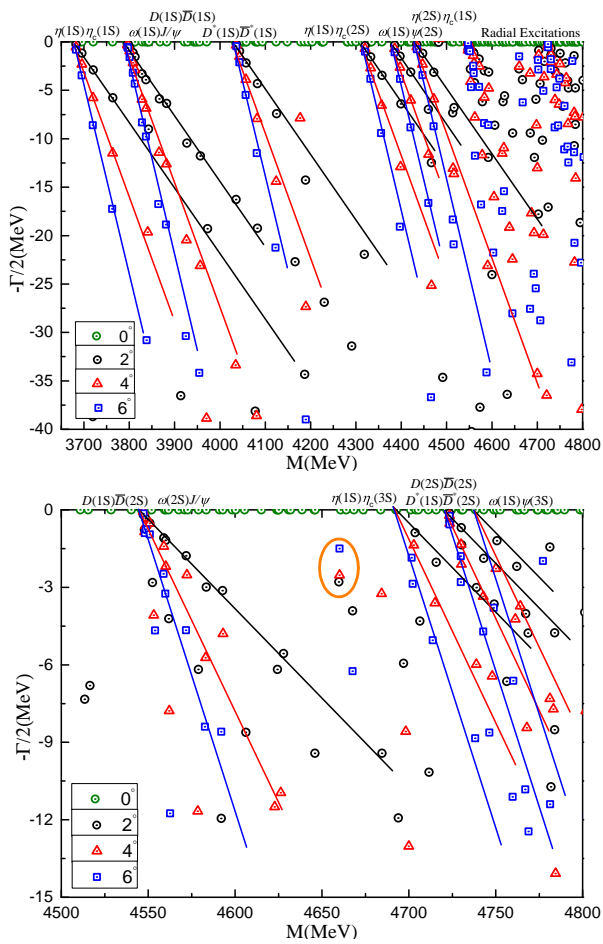 D(1S)D̅(1S) η(2S)η_c(1S)
η(1S)η_c(1S) ω(1S)J/ψ D^*(1S)D̅^*(1S) η(1S)η_c(2S) ω(1S)ψ(2S) Radial Excitations
0
-5
-10
-15
-20
-25
-30
-35
-40
-Γ/2(MeV)
0°
2°
4°
6°
3700 3800 3900 4000 4100 4200 4300 4400 4500 4600 4700 4800
M(MeV)
D(2S)D̅(2S)
D(1S)D̅(2S) ω(2S)J/ψ η(1S)η_c(3S) D^*(1S)D̅^*(2S) ω(1S)ψ(3S)
0
-3
-6
-9
-12
-15
-Γ/2(MeV)
0°
2°
4°
6°
4500 4550 4600 4650 4700 4750 4800
M(MeV)